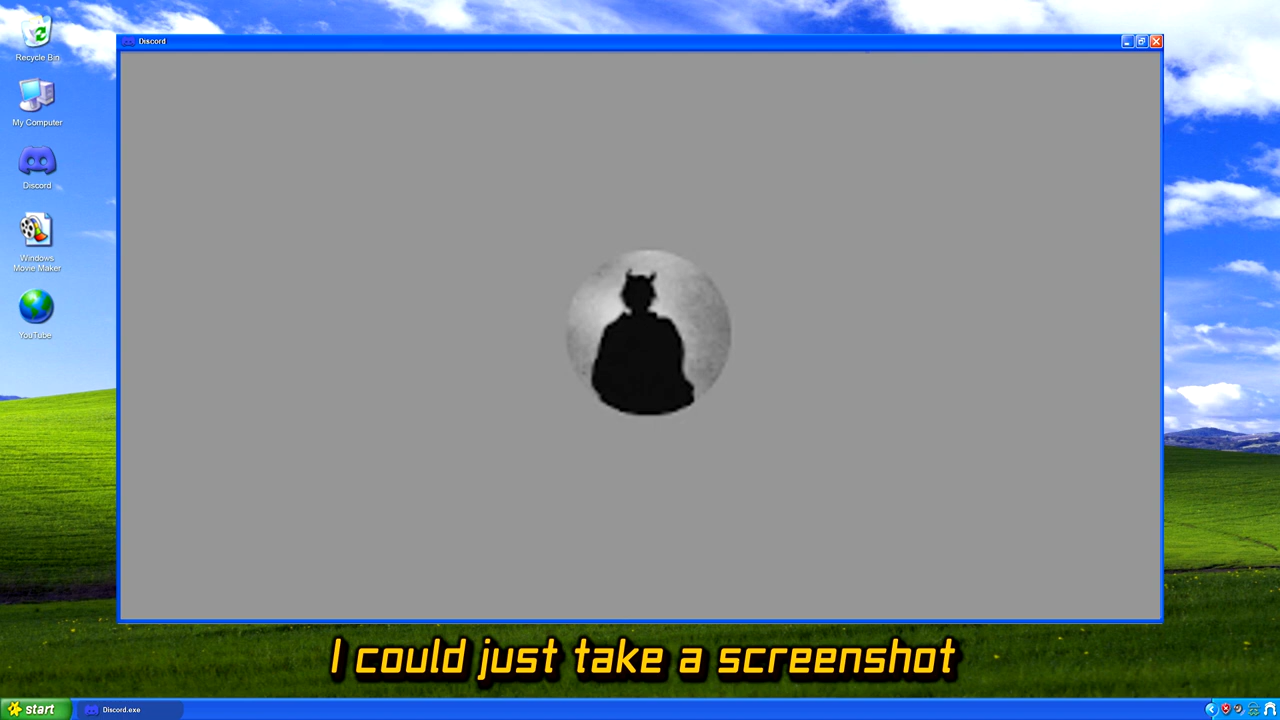 Discord
Recycle Bin
My Computer
Discord
Windows
Movie Maker
YouTube
I could just take a screenshot
start
Discord.exe